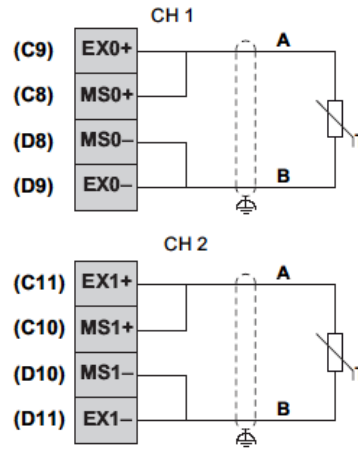 CH 1
(C9) EX0+ A
(C8) MS0+
T
(D8) MS0–
(D9) EX0– B
CH 2
(C11) EX1+ A
(C10) MS1+
T
(D10) MS1–
(D11) EX1– B